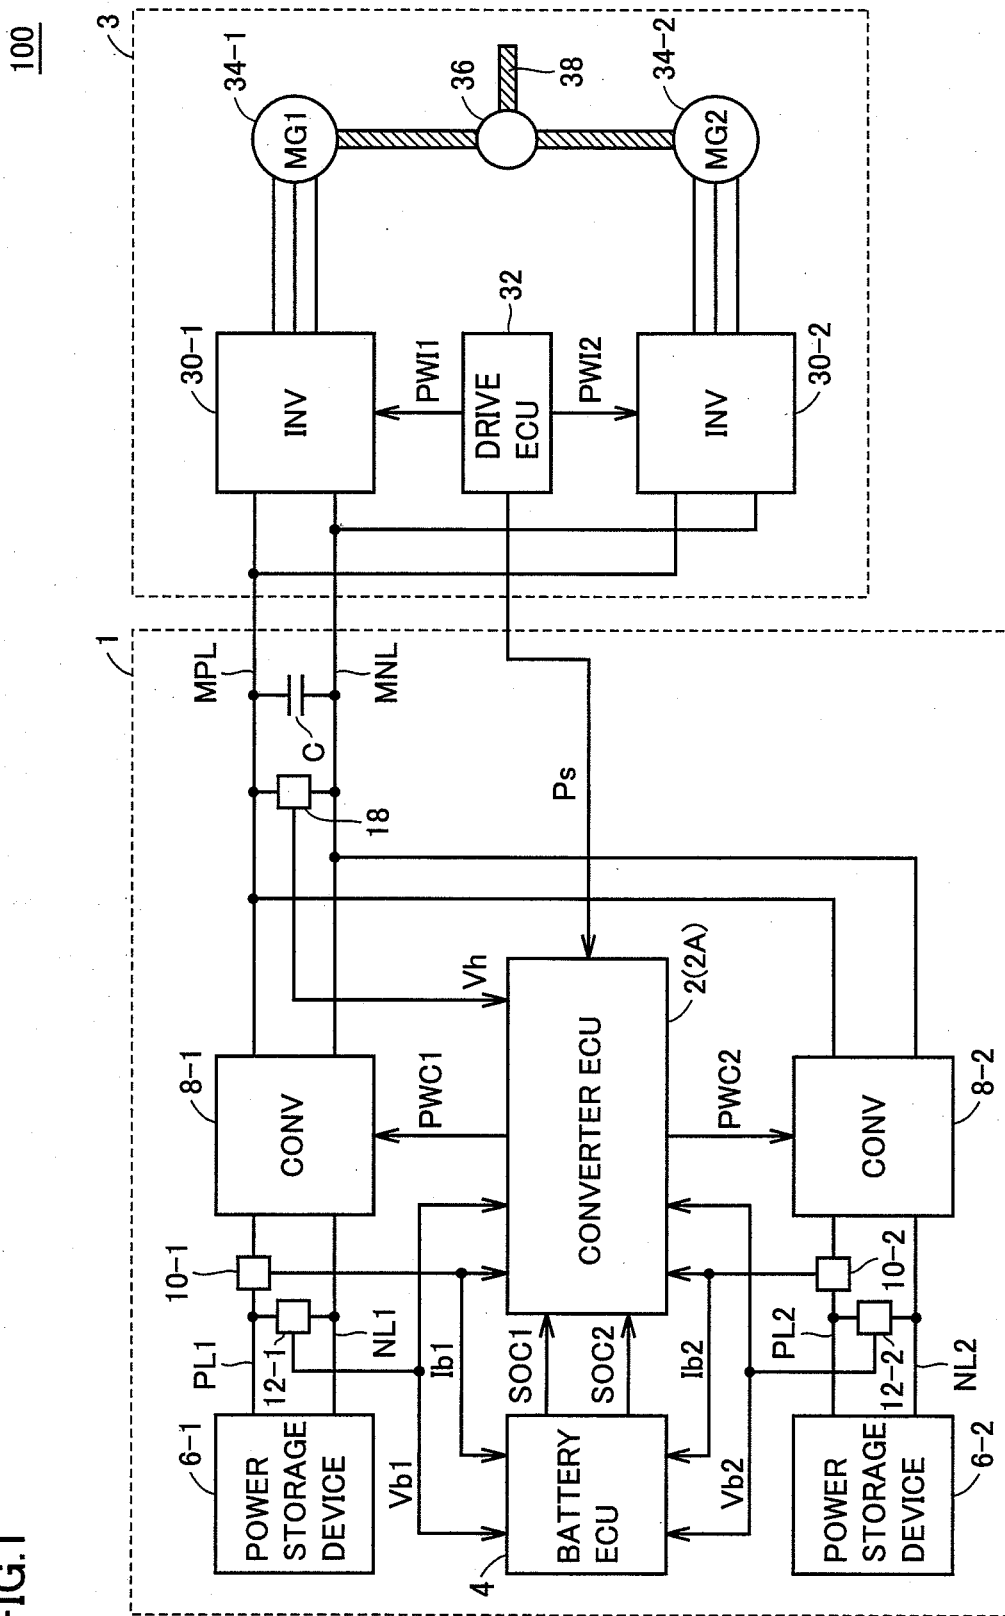 FIG.1
100
1
3
6-1
POWER
STORAGE
DEVICE
PL1
12-1
NL1
10-1
8-1
CONV
MPL
MNL
C
18
Vh
30-1
INV
34-1
MG1
Vb1
Ib1
PWC1
PWI1
4
BATTERY
ECU
SOC1
SOC2
CONVERTER ECU
2(2A)
Ps
32
DRIVE
ECU
36
38
Vb2
Ib2
PWC2
PWI2
6-2
POWER
STORAGE
DEVICE
PL2
12-2
NL2
10-2
8-2
CONV
30-2
INV
34-2
MG2